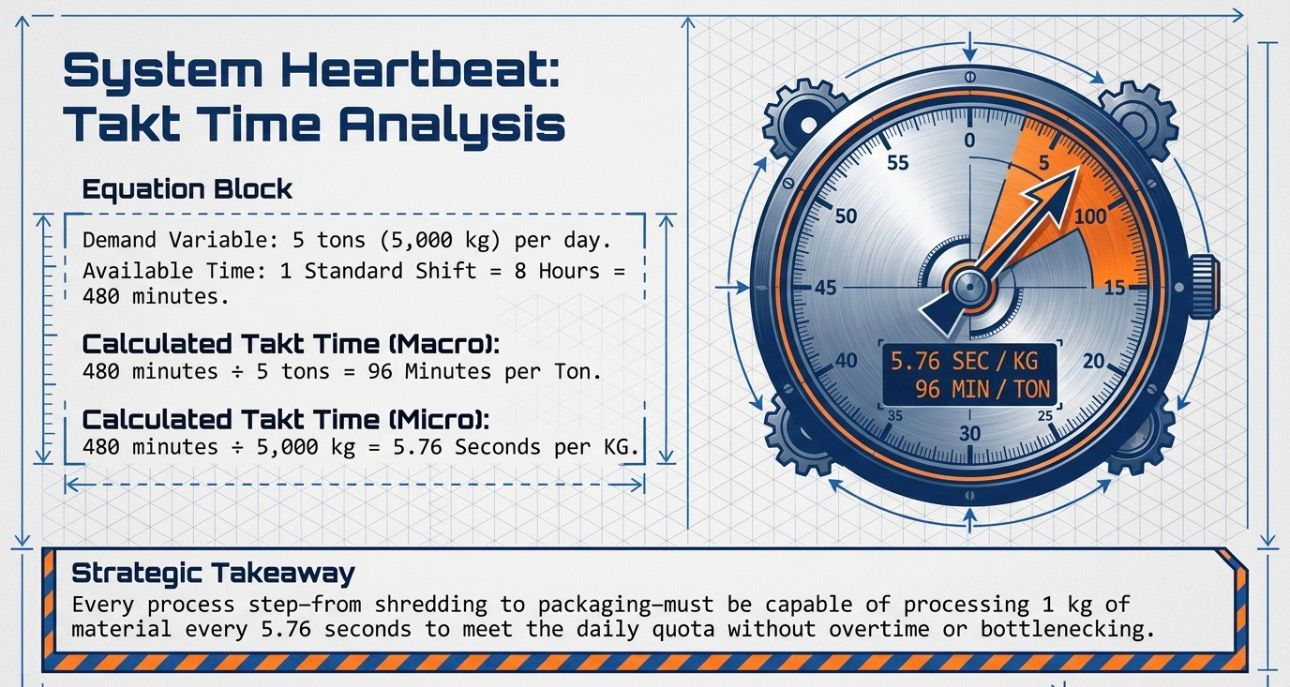 System Heartbeat:
Takt Time Analysis
Equation Block
Demand Variable: 5 tons (5,000 kg) per day.
Available Time: 1 Standard Shift = 8 Hours =
480 minutes.
Calculated Takt Time (Macro):
480 minutes ÷ 5 tons = 96 Minutes per Ton.
Calculated Takt Time (Micro):
480 minutes ÷ 5,000 kg = 5.76 Seconds per KG.
0
5
100
15
20
25
30
35
40
45
50
55
5.76 SEC / KG
96 MIN / TON
Strategic Takeaway
Every process step—from shredding to packaging—must be capable of processing 1 kg of
material every 5.76 seconds to meet the daily quota without overtime or bottlenecking.